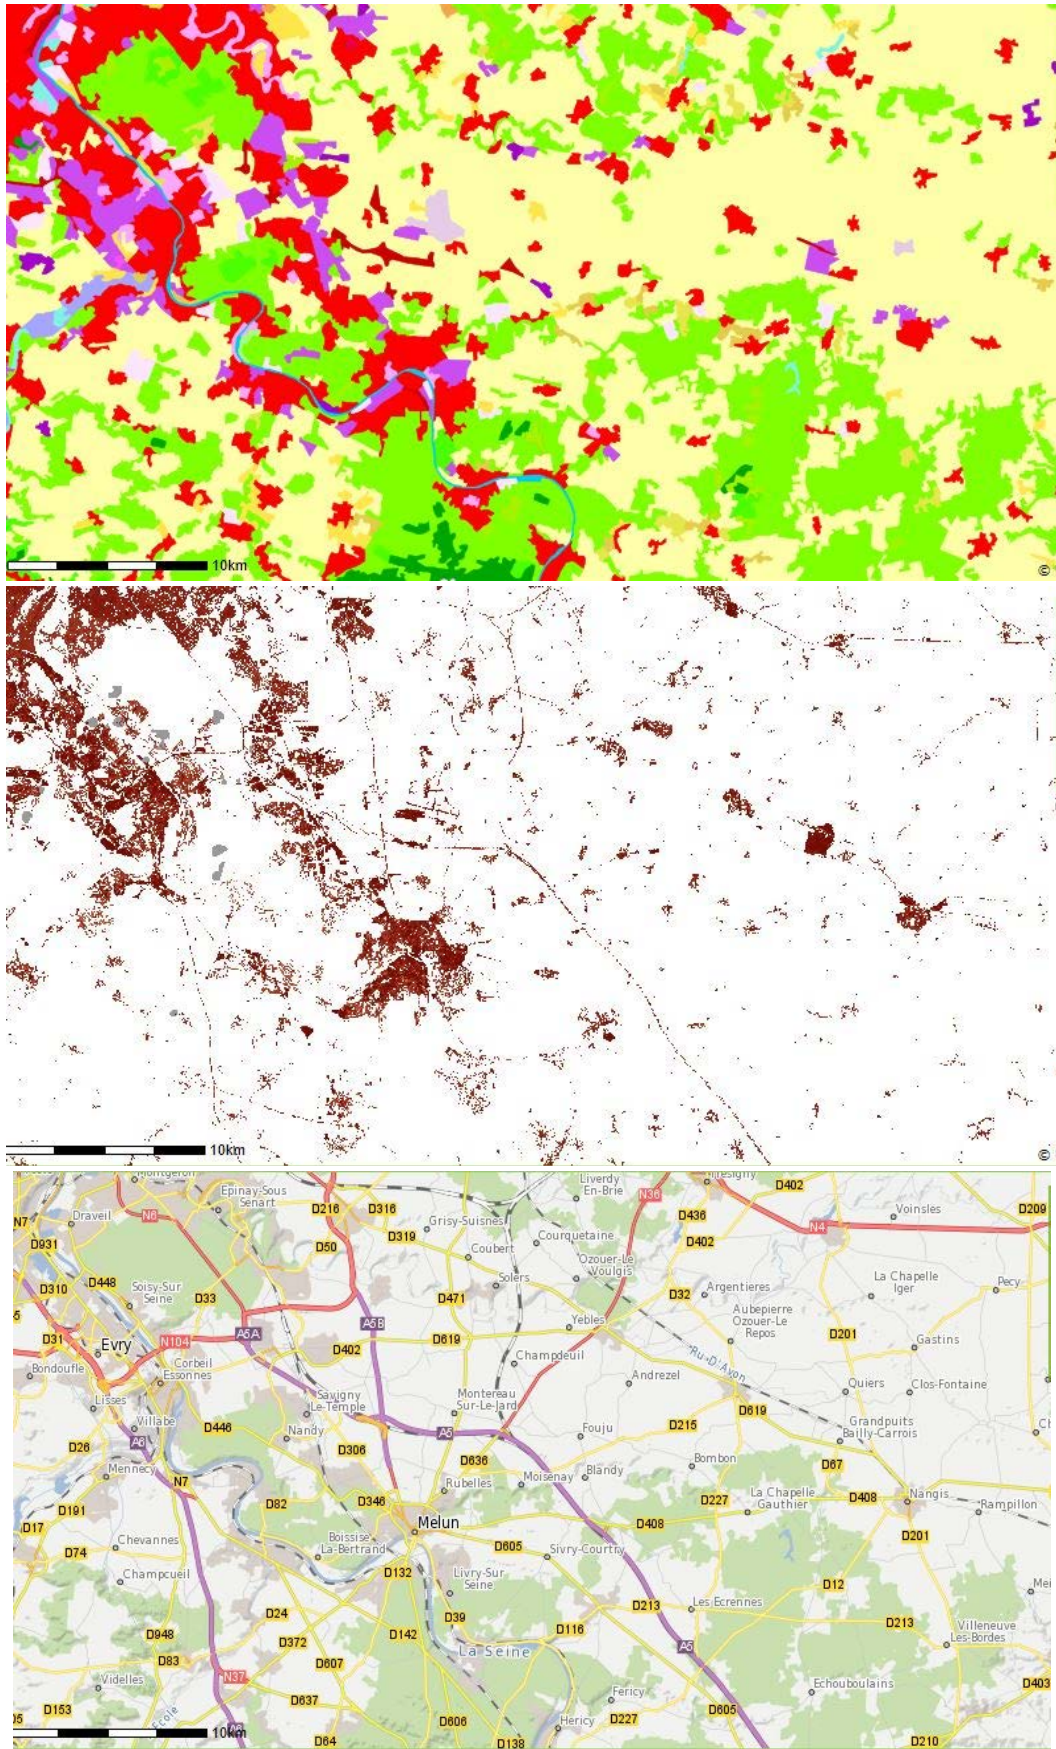 10km
©
10km
©
Montgeron
Epinay-Sous
Senart
D216
D316
Liverdy
En-Brie
N36
D402
N7
Draveil
N6
Grisy-Suisnes
D436
Voinsles
D209
D931
D50
D319
Courquetaine
D402
N4
Coubert
Ozouer-Le
Voulgis
D310
D448
Soisy-Sur
Seine
D33
Solers
D471
D32
Argentieres
La Chapelle
Iger
Pecy
D31
Evry
N104
A5A
A5B
D619
Yebles
Aubepierre
Ozouer-Le
Repos
D201
Gastins
Bondoufle
Corbeil
Essonnes
D402
Champdeuil
Ru-D'Avon
Andrezel
Quiers
Clos-Fontaine
Lisses
Savigny
Le-Temple
Montereau
Sur-Le-Jard
D619
Villabe
D446
Nandy
D215
Grandpuits
Bailly-Carrois
D26
A6
D306
A5
Fouju
D636
Mennecy
N7
Moisenay
Blandy
Bombon
D67
Rubelles
D191
D82
D346
D227
La Chapelle
Gauthier
D408
Nangis
Rampillon
D17
Melun
D408
D201
Chevannes
Boissise
La-Bertrand
D605
Sivry-Courtry
D74
D132
Champcueil
Livry-Sur
Seine
D12
D24
D39
D213
Les Ecrennes
D213
Villeneuve
Les-Bordes
D948
D372
D142
D116
La Seine
A5
D83
D607
Videlles
N37
Echouboulains
D403
D153
D637
Fericy
Ecole
D606
Hericy
D227
D605
10km
A6
D64
D138
D210